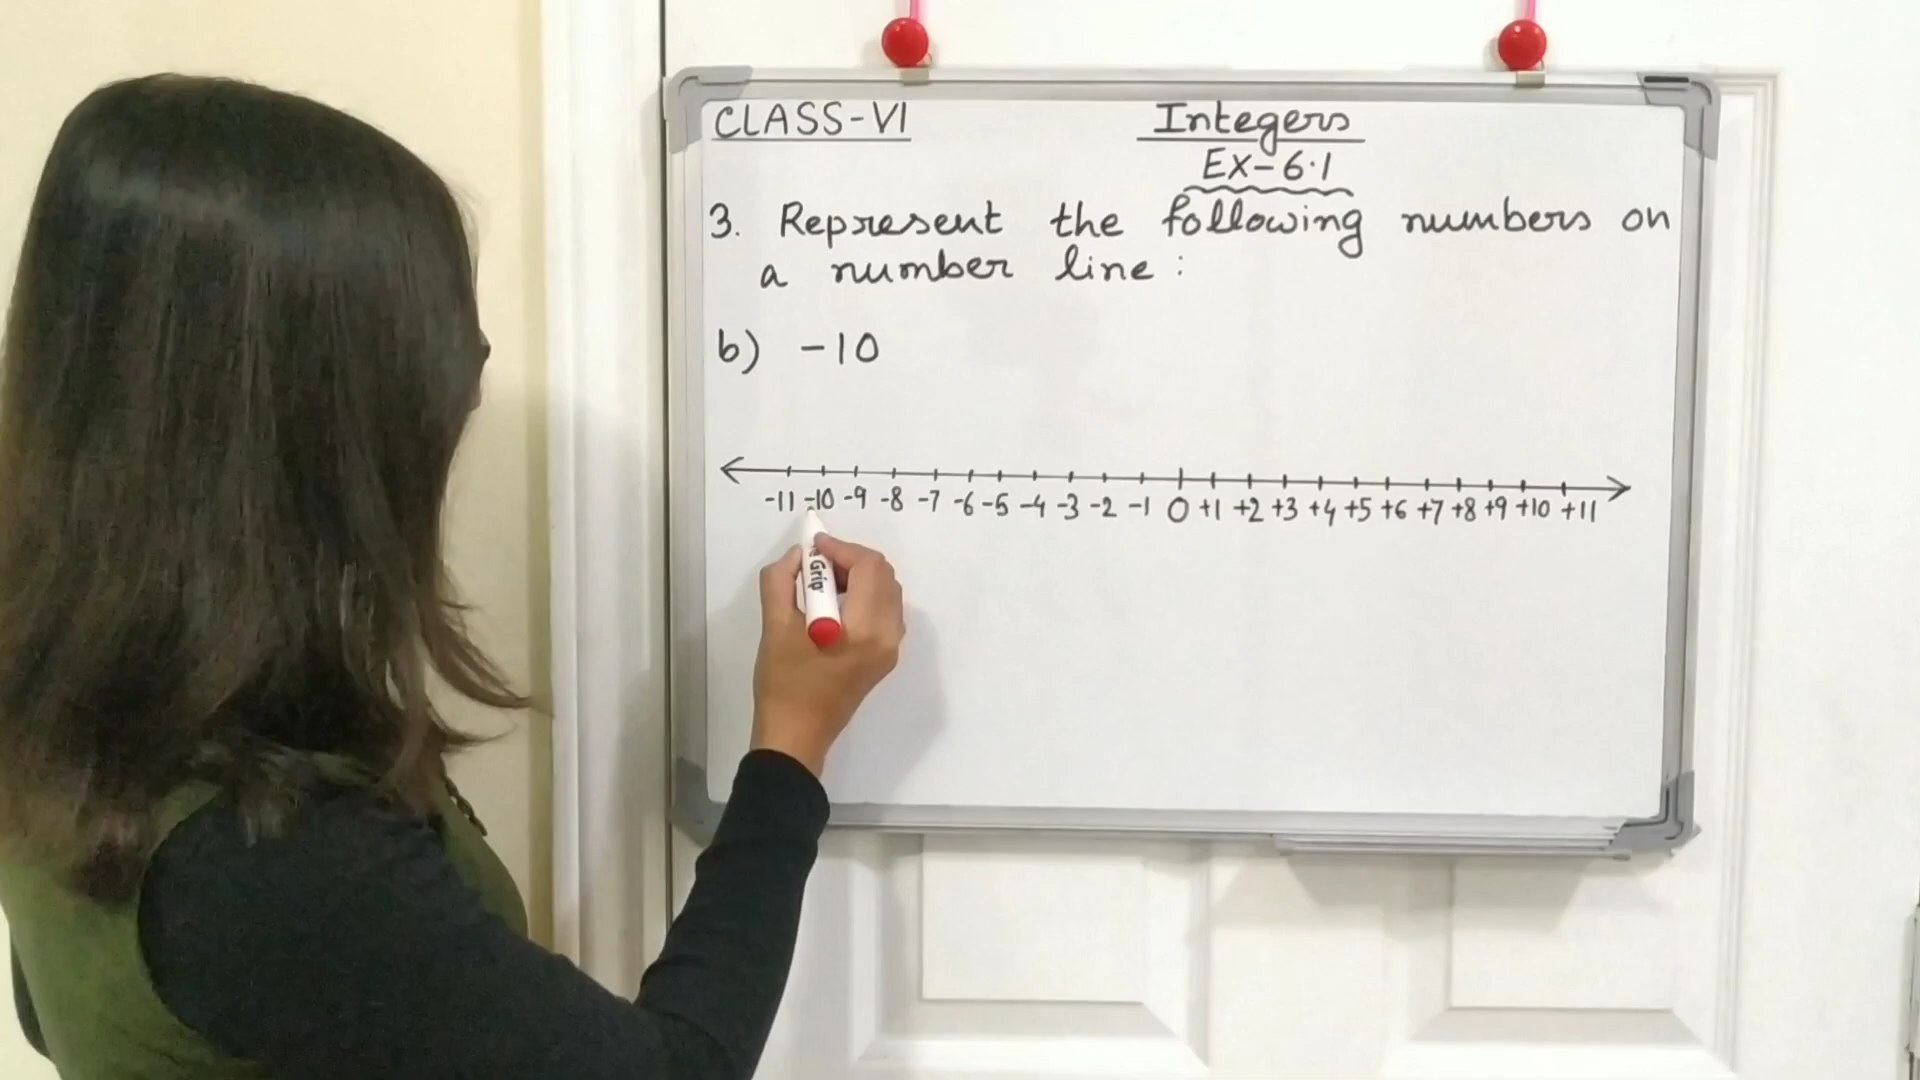 CLASS-VI
Integers
EX-6.1
3. Represent the following numbers on
a number line :
b) -10
-11 -10 -9 -8 -7 -6 -5 -4 -3 -2 -1 0 +1 +2 +3 +4 +5 +6 +7 +8 +9 +10 +11
Grip